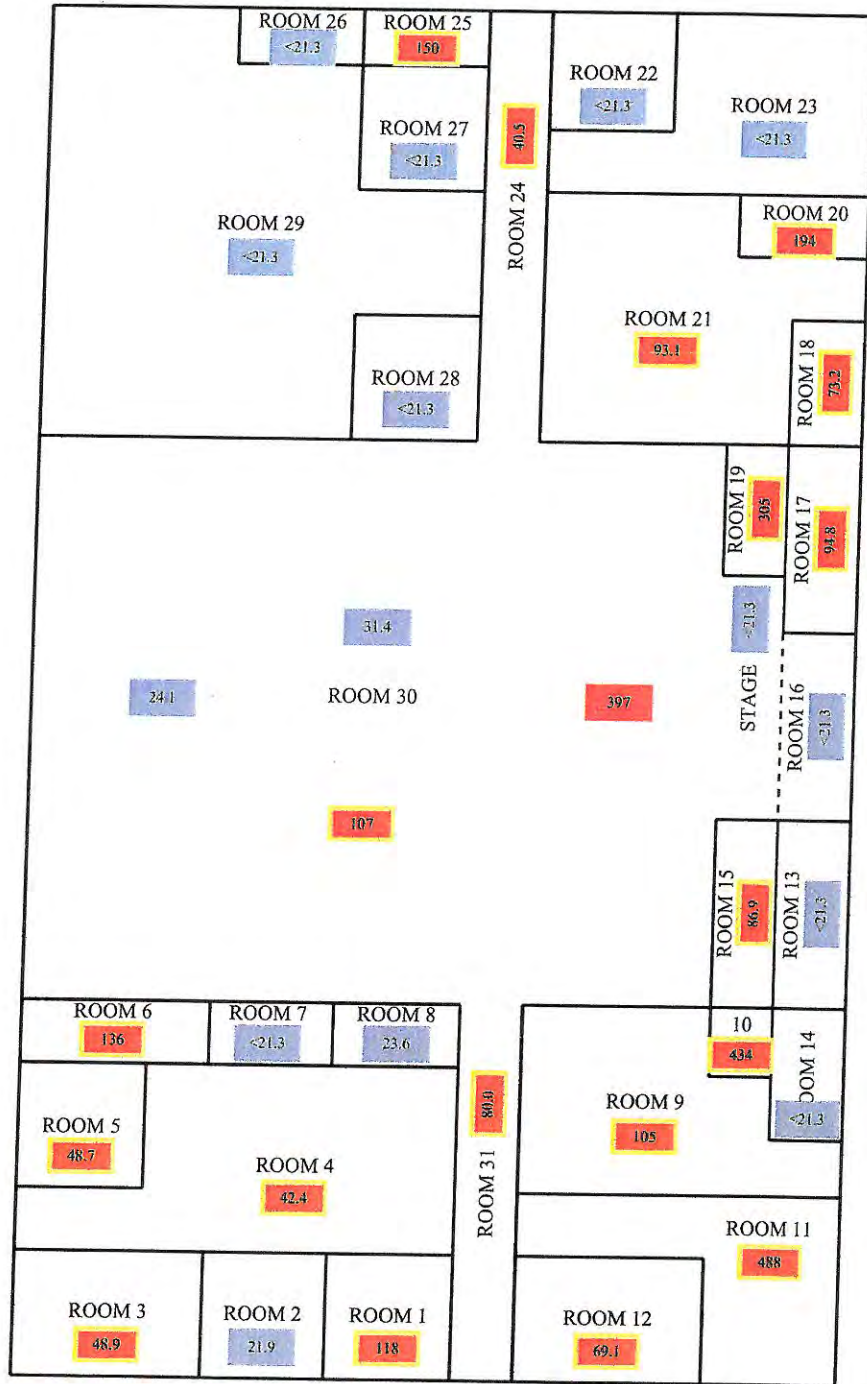 ROOM 26
<21.3
ROOM 25
150
ROOM 22
<21.3
ROOM 23
<21.3
ROOM 27
<21.3
40.5
ROOM 24
ROOM 20
194
ROOM 29
<21.3
ROOM 21
93.1
ROOM 18
73.2
ROOM 28
<21.3
ROOM 19
305
ROOM 17
94.8
31.4
<21.3
STAGE
24.1
ROOM 30
397
ROOM 16
<21.3
107
ROOM 15
86.9
ROOM 13
<21.3
ROOM 6
136
ROOM 7
<21.3
ROOM 8
23.6
10
434
OOM 14
<21.3
80.0
ROOM 31
ROOM 9
105
ROOM 5
48.7
ROOM 4
42.4
ROOM 11
488
ROOM 3
48.9
ROOM 2
21.9
ROOM 1
118
ROOM 12
69.1